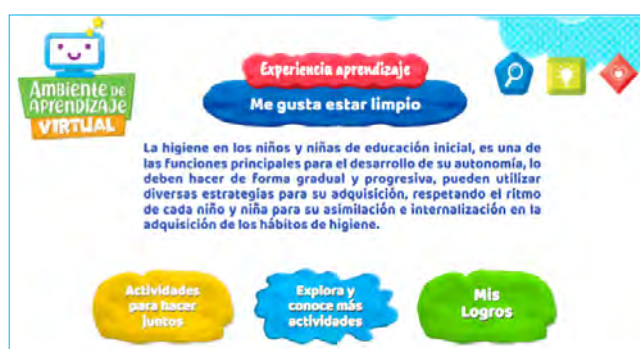 AMBIENTE DE
APRENDIZAJE
VIRTUAL
Experiencia aprendizaje
Me gusta estar limpio
La higiene en los niños y niñas de educación inicial, es una de
las funciones principales para el desarrollo de su autonomía, lo
deben hacer de forma gradual y progresiva, pueden utilizar
diversas estrategias para su adquisición, respetando el ritmo
de cada niño y niña para su asimilación e internalización en la
adquisición de los hábitos de higiene.
Actividades
para hacer
juntos
Explora y
conoce más
actividades
Mis
Logros